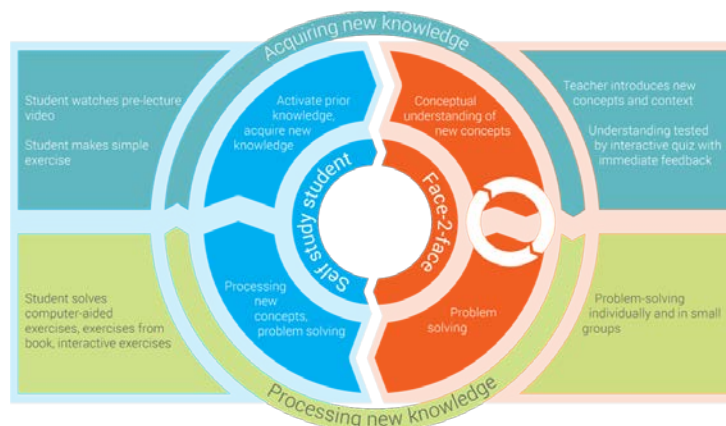 Acquiring new knowledge
Student watches pre-lecture
video
Student makes simple
exercise
Activate prior
knowledge,
acquire new
knowledge
Conceptual
understanding of
new concepts
Teacher introduces new
concepts and context
Understanding tested
by interactive quiz with
immediate feedback
Self study student
Face-2-face
Student solves
computer-aided
exercises, exercises from
book, interactive exercises
Processing
new
concepts,
problem solving
Problem
solving
Problem-solving
individually and in small
groups
Processing new knowledge